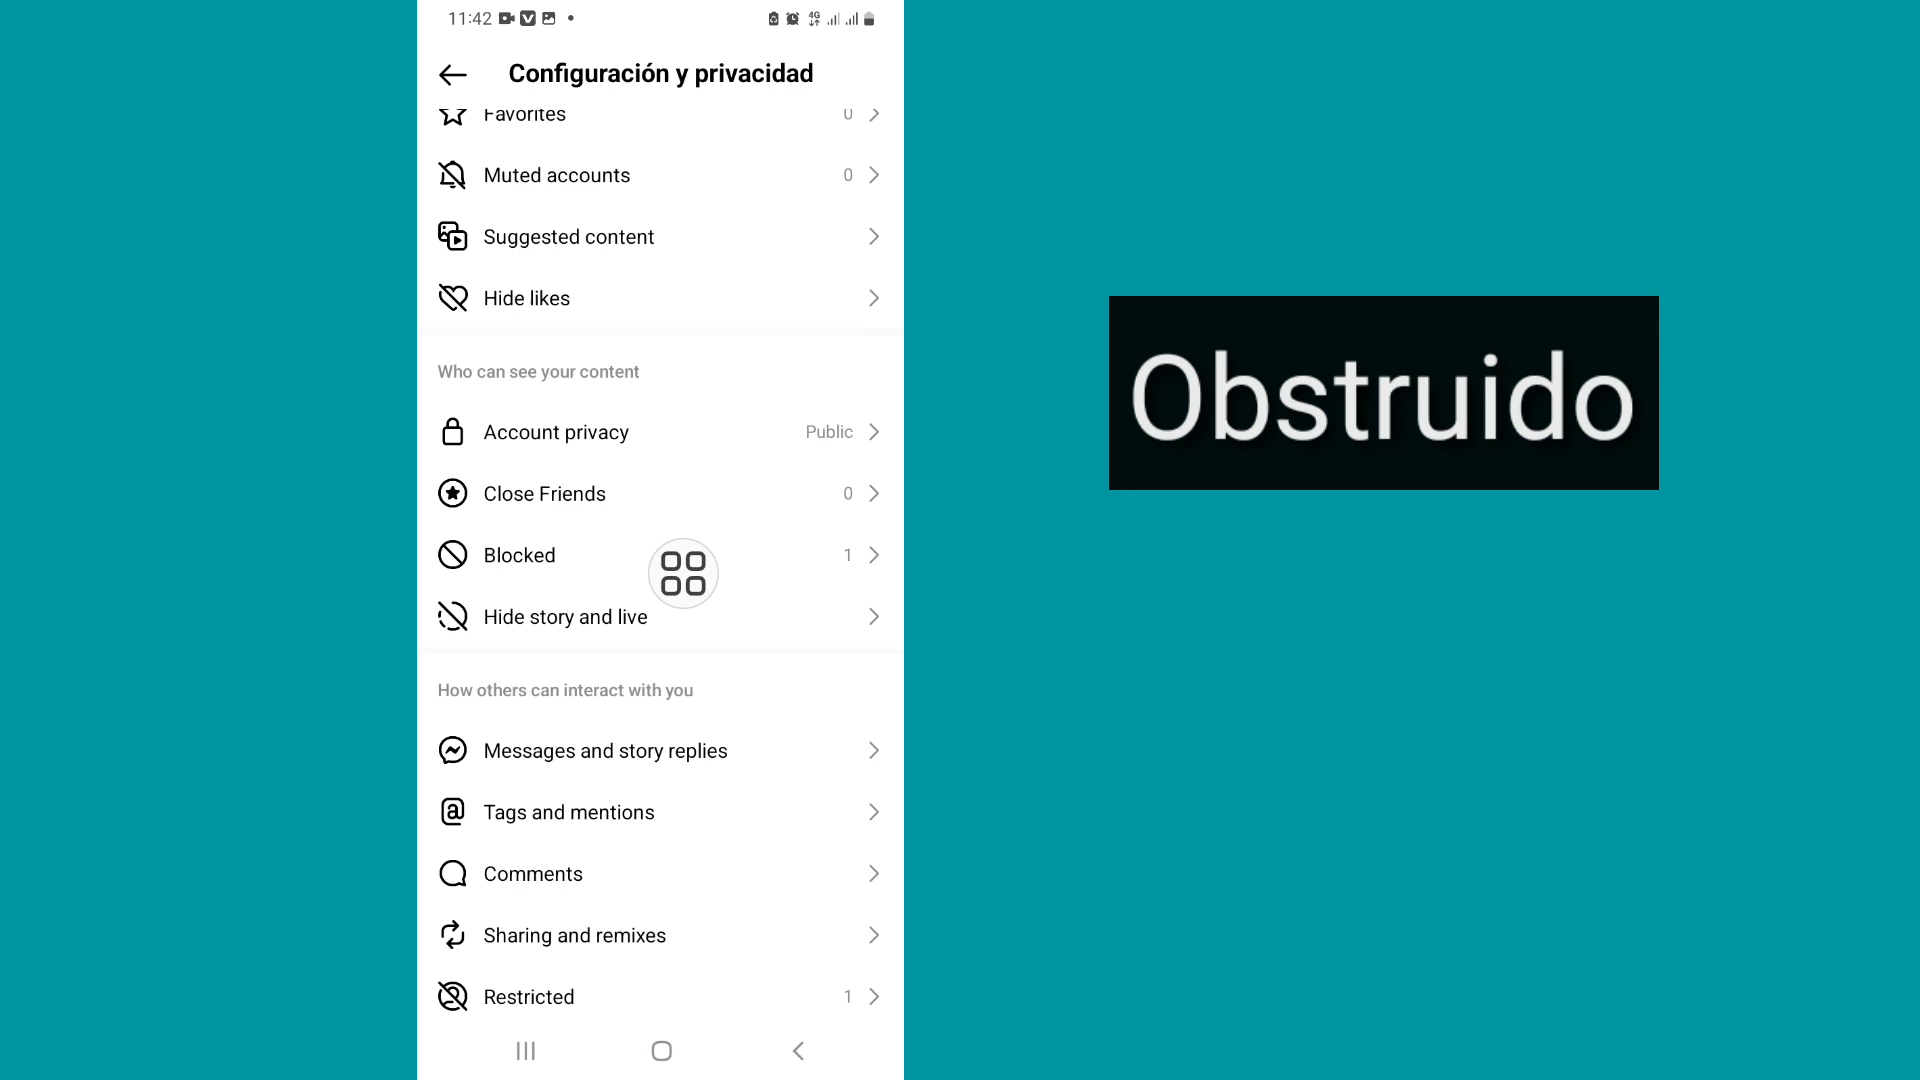 11:42
4G
Configuración y privacidad
Favorites 0
Muted accounts 0
Suggested content
Hide likes
Who can see your content
Account privacy Public
Close Friends 0
Blocked 1
Hide story and live
How others can interact with you
Messages and story replies
Tags and mentions
Comments
Sharing and remixes
Restricted 1
Obstruido